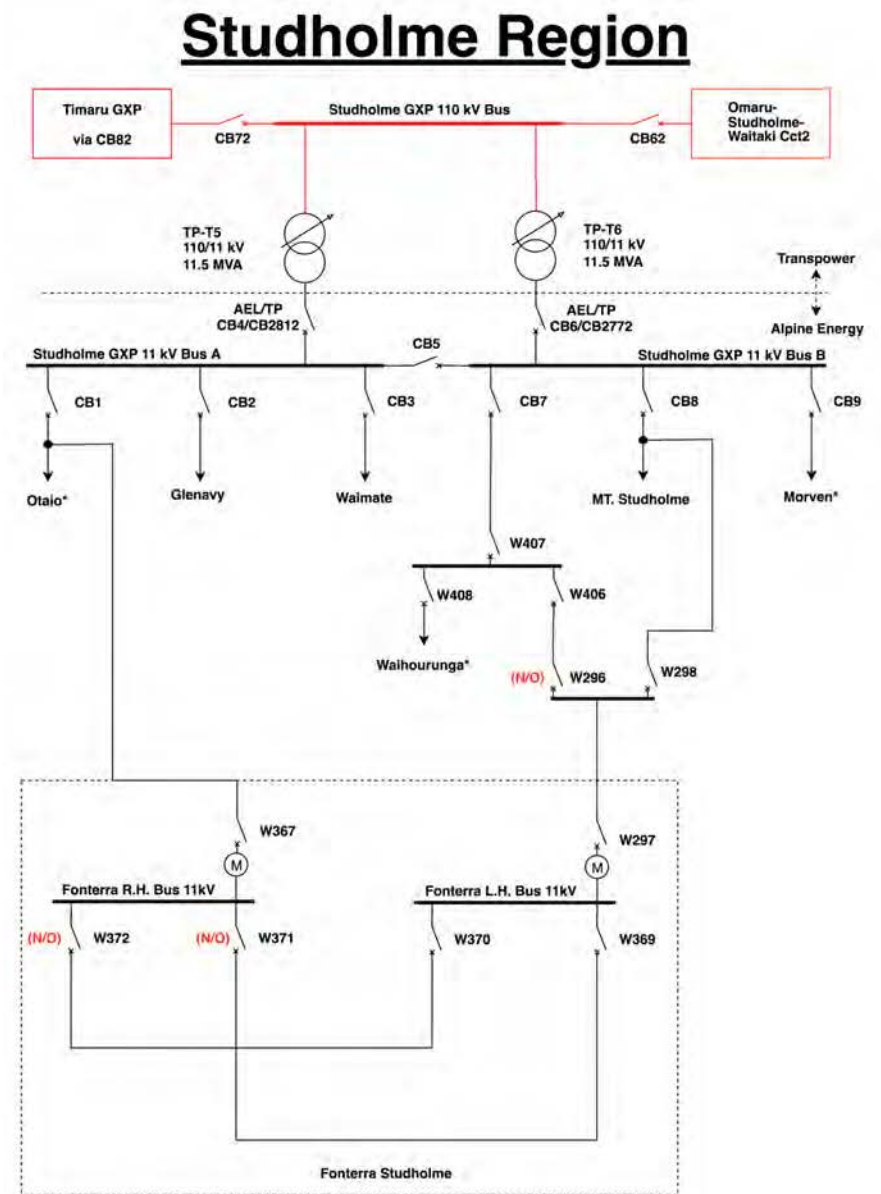 Studholme Region
Timaru GXP
via CB82
CB72
Studholme GXP 110 kV Bus
CB62
Omaru-
Studholme-
Waitaki Cct2
TP-T5
110/11 kV
11.5 MVA
TP-T6
110/11 kV
11.5 MVA
Transpower
Alpine Energy
AEL/TP
CB4/CB2812
AEL/TP
CB6/CB2772
Studholme GXP 11 kV Bus A
CB5
Studholme GXP 11 kV Bus B
CB1
CB2
CB3
CB7
CB8
CB9
Otaio*
Glenavy
Waimate
MT. Studholme
Morven*
W407
W408
W406
Waihourunga*
(N/O)
W296
W298
W367
W297
M
M
Fonterra R.H. Bus 11kV
Fonterra L.H. Bus 11kV
(N/O)
W372
(N/O)
W371
W370
W369
Fonterra Studholme